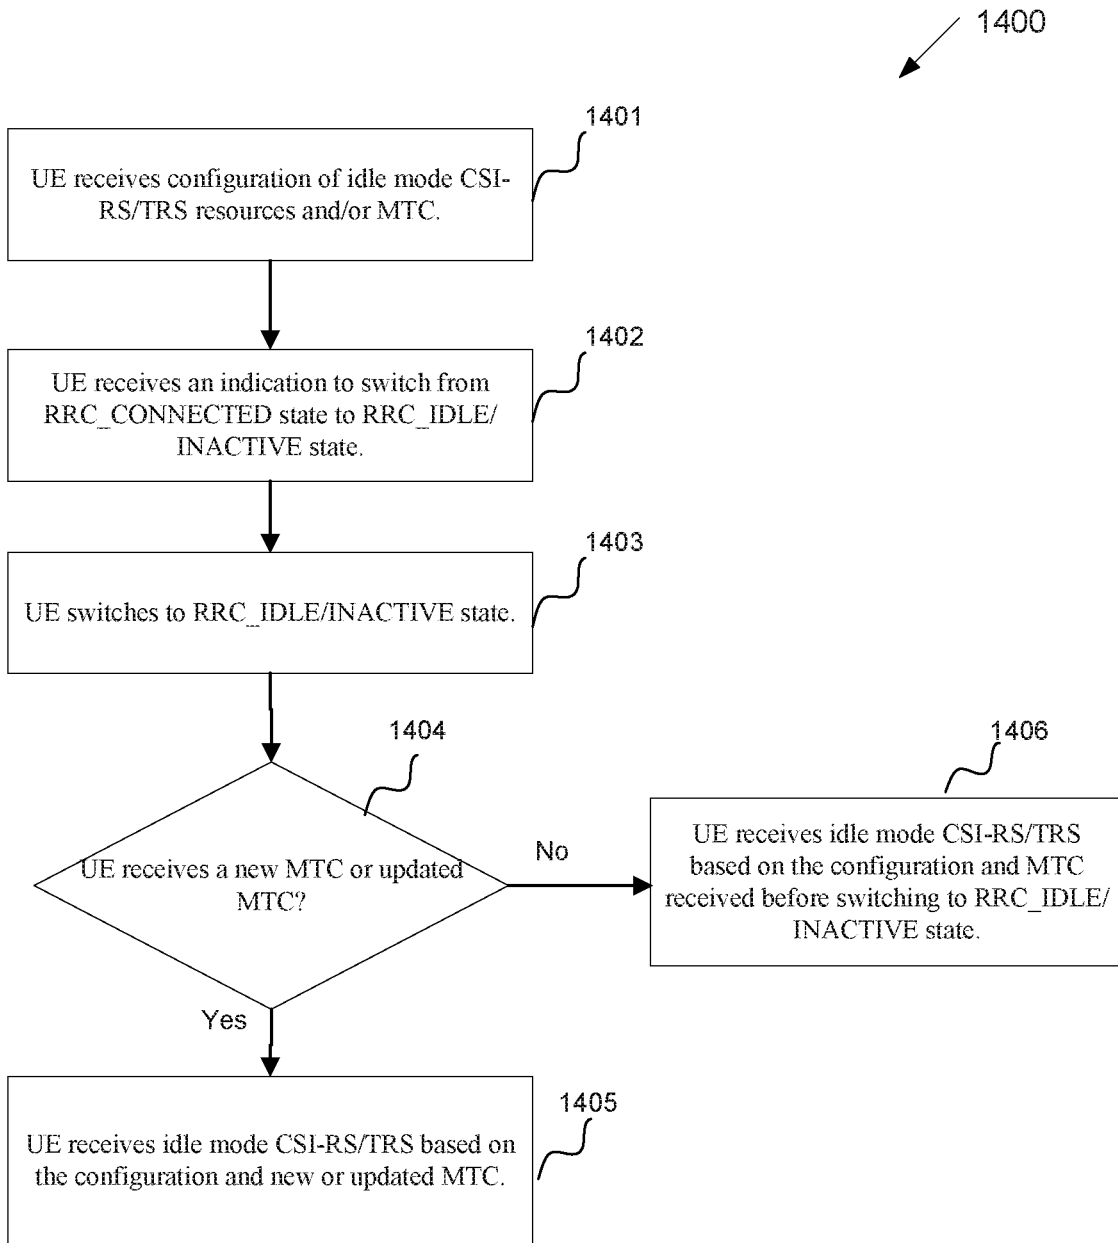 1400
1401
UE receives configuration of idle mode CSI-
RS/TRS resources and/or MTC.
1402
UE receives an indication to switch from
RRC_CONNECTED state to RRC_IDLE/
INACTIVE state.
1403
UE switches to RRC_IDLE/INACTIVE state.
1404
UE receives a new MTC or updated
MTC?
No
1406
UE receives idle mode CSI-RS/TRS
based on the configuration and MTC
received before switching to RRC_IDLE/
INACTIVE state.
Yes
1405
UE receives idle mode CSI-RS/TRS based on
the configuration and new or updated MTC.